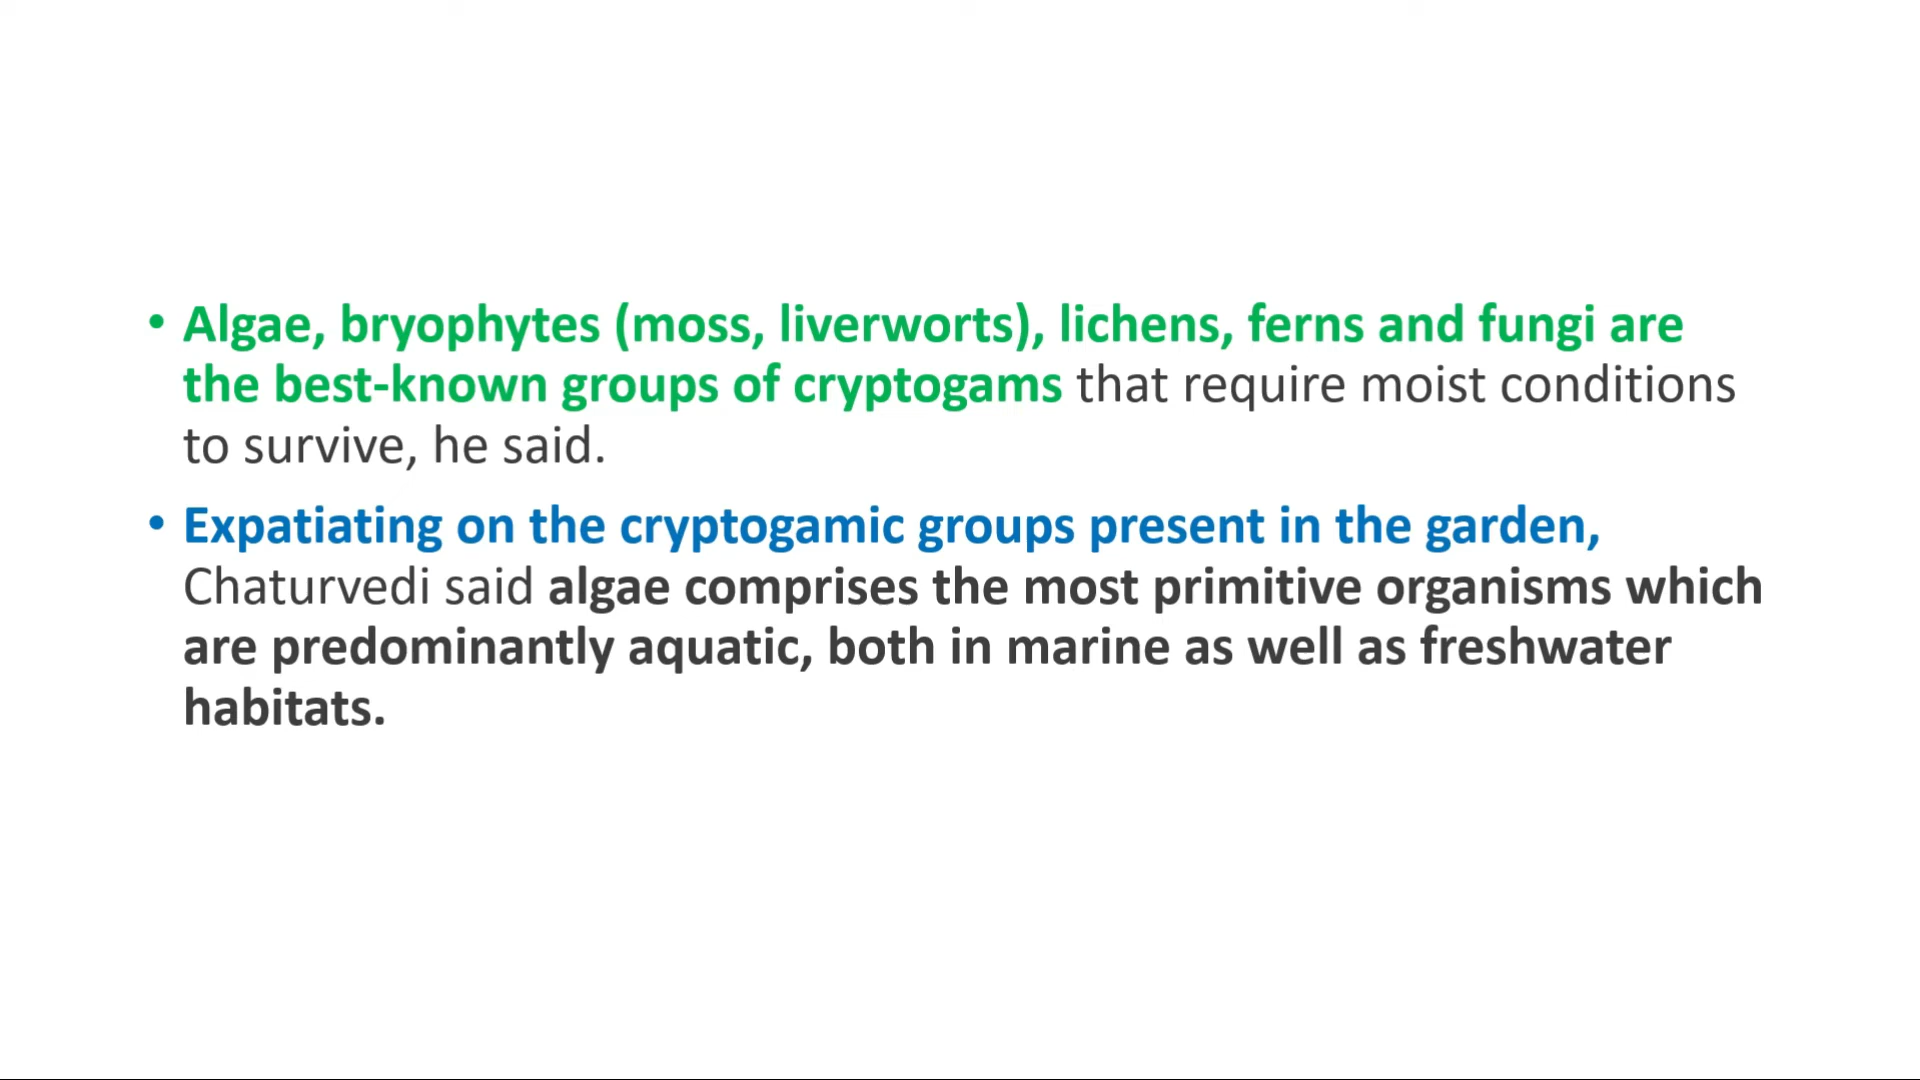 • Algae, bryophytes (moss, liverworts), lichens, ferns and fungi are
the best-known groups of cryptogams that require moist conditions
to survive, he said.
• Expatiating on the cryptogamic groups present in the garden,
Chaturvedi said algae comprises the most primitive organisms which
are predominantly aquatic, both in marine as well as freshwater
habitats.